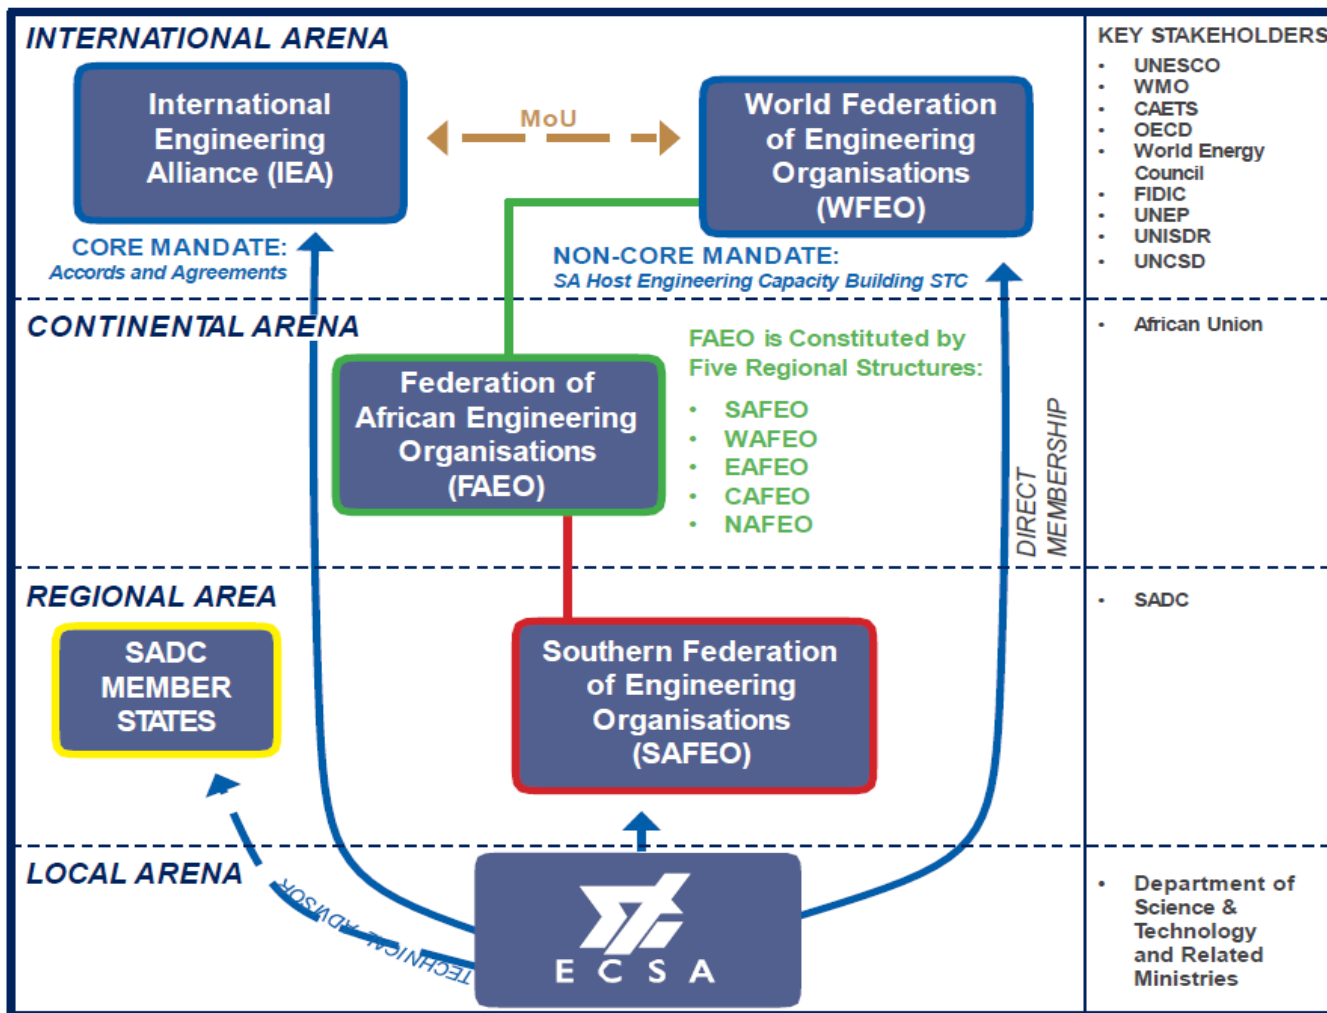 INTERNATIONAL ARENA
International
Engineering
Alliance (IEA)
MoU
World Federation
of Engineering
Organisations
(WFEO)
CORE MANDATE:
Accords and Agreements
NON-CORE MANDATE:
SA Host Engineering Capacity Building STC
KEY STAKEHOLDERS
• UNESCO
• WMO
• CAETS
• OECD
• World Energy
Council
• FIDIC
• UNEP
• UNISDR
• UNCSD
CONTINENTAL ARENA
Federation of
African Engineering
Organisations
(FAEO)
FAEO is Constituted by
Five Regional Structures:
• SAFEO
• WAFEO
• EAFEO
• CAFEO
• NAFEO
DIRECT
MEMBERSHIP
• African Union
REGIONAL AREA
SADC
MEMBER
STATES
Southern Federation
of Engineering
Organisations
(SAFEO)
• SADC
LOCAL ARENA
TECHNICAL ADVISOR
ECSA
• Department of
Science &
Technology
and Related
Ministries